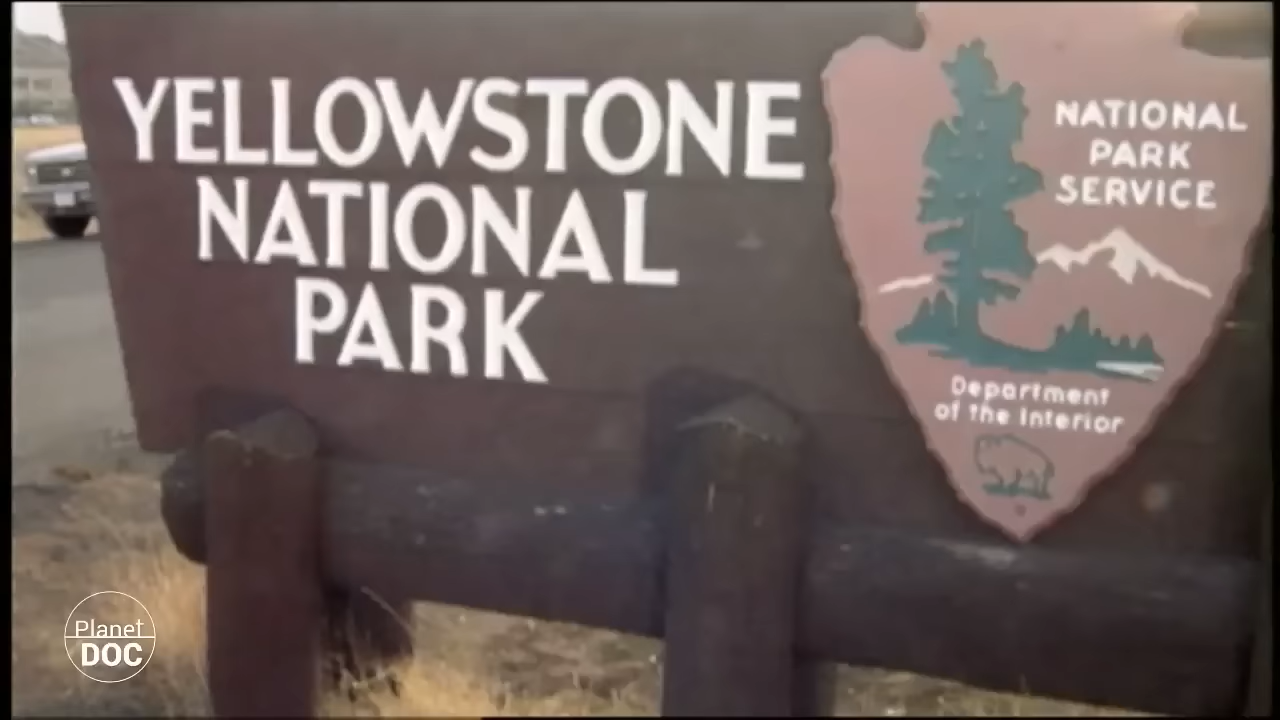 YELLOWSTONE
NATIONAL
PARK
NATIONAL
PARK
SERVICE
Department
of the Interior
Planet
DOC